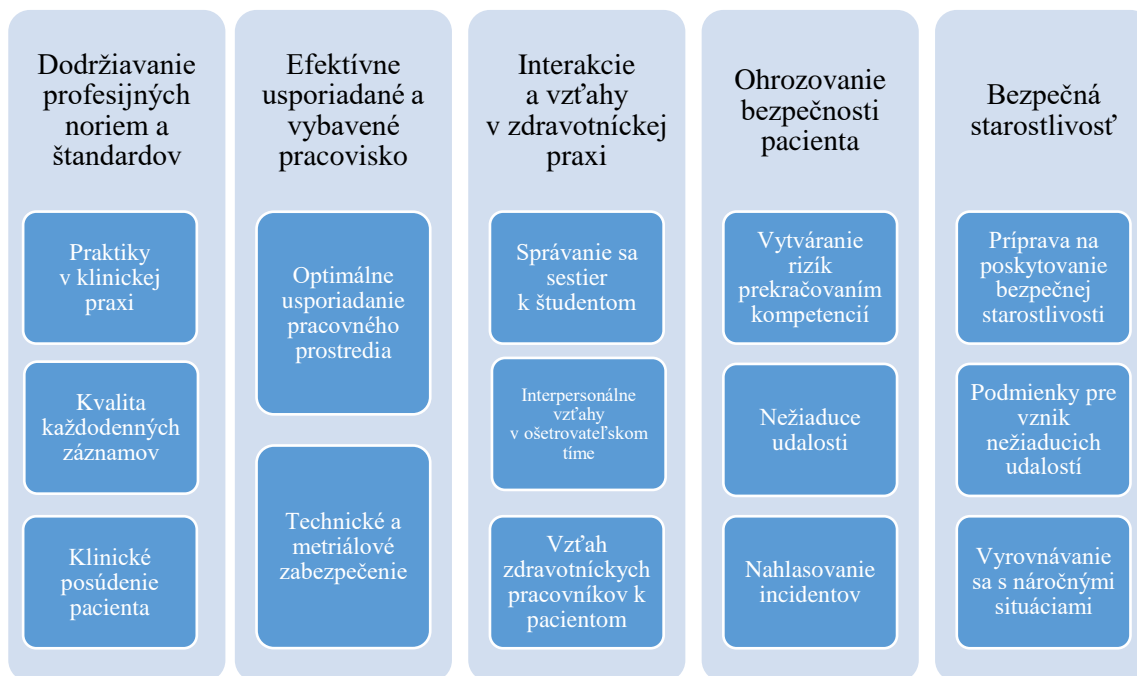 Dodržiavanie
profesijných
noriem a
štandardov
Praktiky
v klinickej
praxi
Kvalita
každodenných
záznamov
Klinické
posúdenie
pacienta
Efektívne
usporiadané a
vybavené
pracovisko
Optimálne
usporiadanie
pracovného
prostredia
Technické a
metriálové
zabezpečenie
Interakcie
a vzťahy
v zdravotníckej
praxi
Správanie sa
sestier
k študentom
Interpersonálne
vzťahy
v ošetrovateľskom
tíme
Vzťah
zdravotníckych
pracovníkov k
pacientom
Ohrozovanie
bezpečnosti
pacienta
Vytváranie
rizík
prekračovaním
kompetencií
Nežiaduce
udalosti
Nahlasovanie
incidentov
Bezpečná
starostlivosť
Príprava na
poskytovanie
bezpečnej
starostlivosti
Podmienky pre
vznik
nežiaducich
udalostí
Vyrovnávanie
sa s náročnými
situáciami